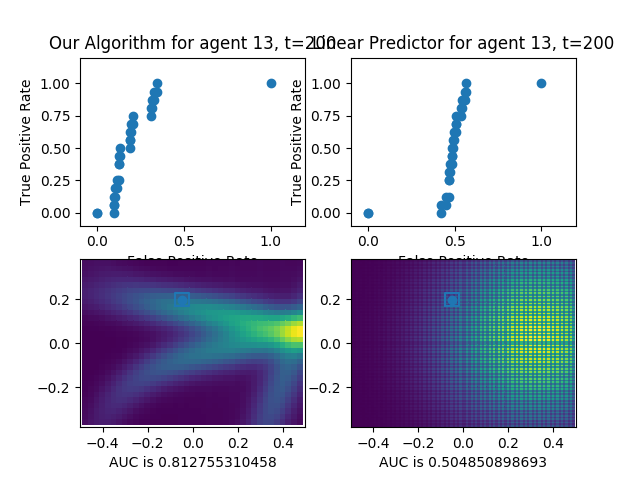 Our Algorithm for agent 13, t=200
Linear Predictor for agent 13, t=200
True Positive Rate
1.00
0.75
0.50
0.25
0.00
0.0 0.5 1.0
False Positive Rate
True Positive Rate
1.00
0.75
0.50
0.25
0.00
0.0 0.5 1.0
False Positive Rate
0.2
0.0
−0.2
−0.4 −0.2 0.0 0.2 0.4
AUC is 0.812755310458
0.2
0.0
−0.2
−0.4 −0.2 0.0 0.2 0.4
AUC is 0.504850898693